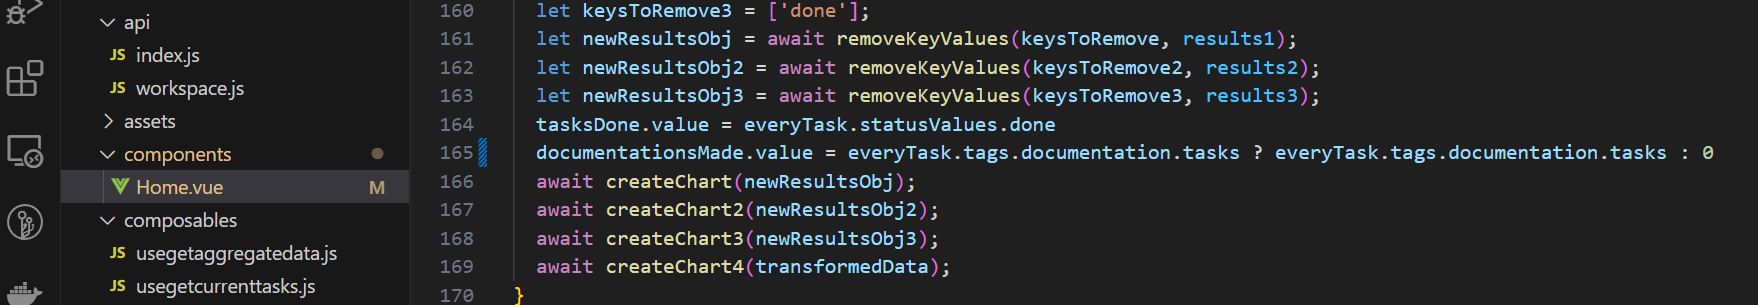 api
JS index.js
JS workspace.js
assets
components
Home.vue M
composables
JS usegetaggregatedata.js
JS usegetcurrenttasks.js
160 let keysToRemove3 = ['done'];
161 let newResultsObj = await removeKeyValues(keysToRemove, results1);
162 let newResultsObj2 = await removeKeyValues(keysToRemove2, results2);
163 let newResultsObj3 = await removeKeyValues(keysToRemove3, results3);
164 tasksDone.value = everyTask.statusValues.done
165 documentationsMade.value = everyTask.tags.documentation.tasks ? everyTask.tags.documentation.tasks : 0
166 await createChart(newResultsObj);
167 await createChart2(newResultsObj2);
168 await createChart3(newResultsObj3);
169 await createChart4(transformedData);
170 }